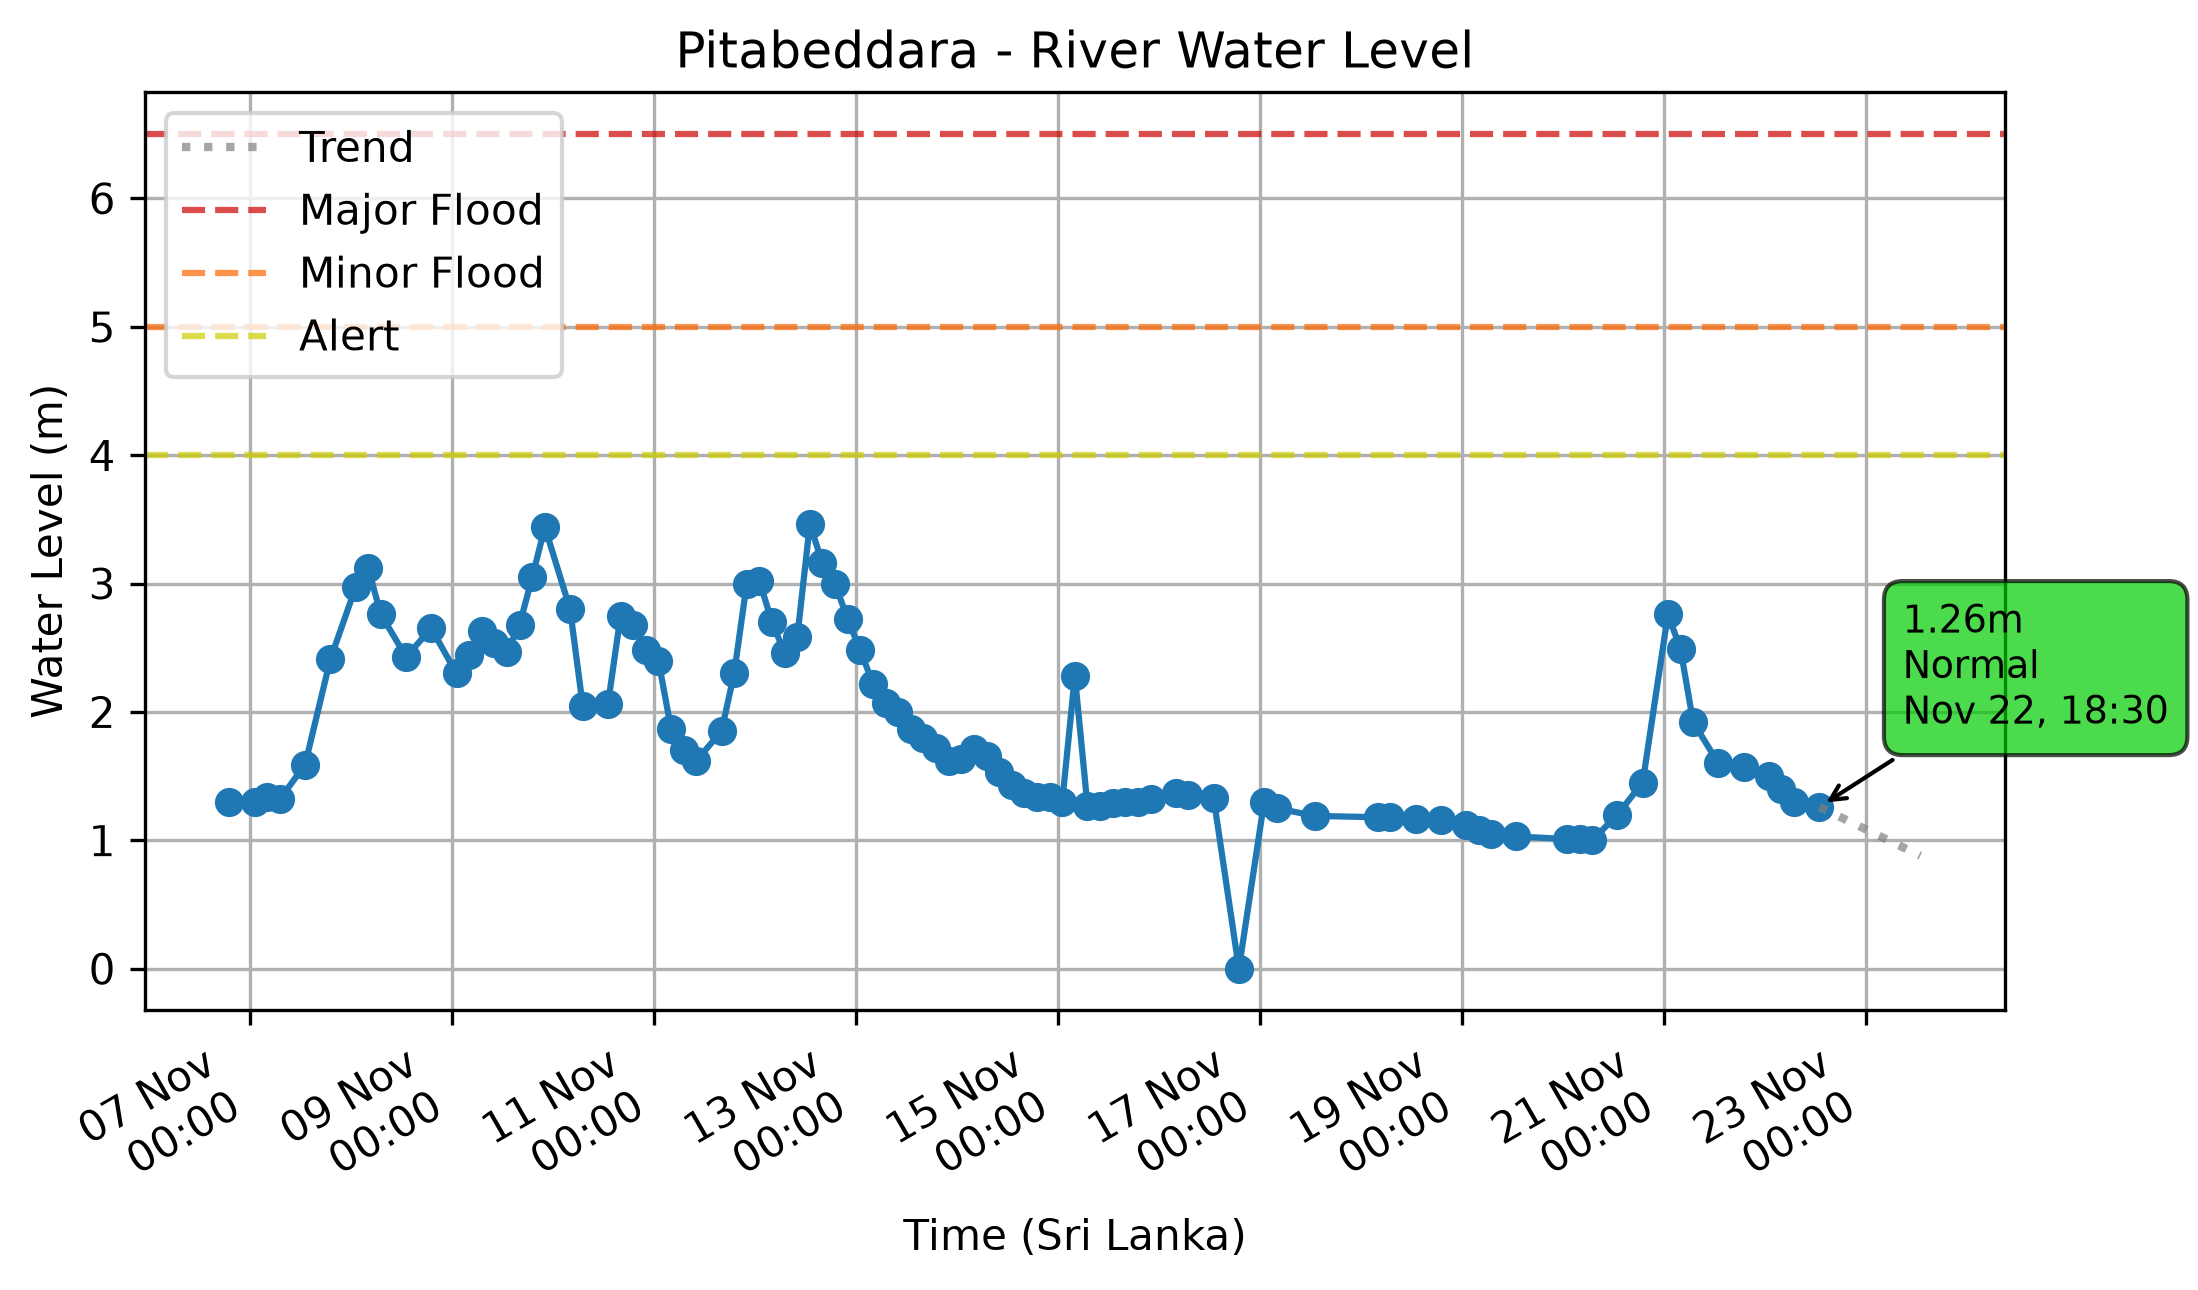 Pitabeddara - River Water Level
Trend
Major Flood
Minor Flood
Alert
Water Level (m)
6
5
4
3
2
1
0
1.26m
Normal
Nov 22, 18:30
07 Nov
00:00
09 Nov
00:00
11 Nov
00:00
13 Nov
00:00
15 Nov
00:00
17 Nov
00:00
19 Nov
00:00
21 Nov
00:00
23 Nov
00:00
Time (Sri Lanka)